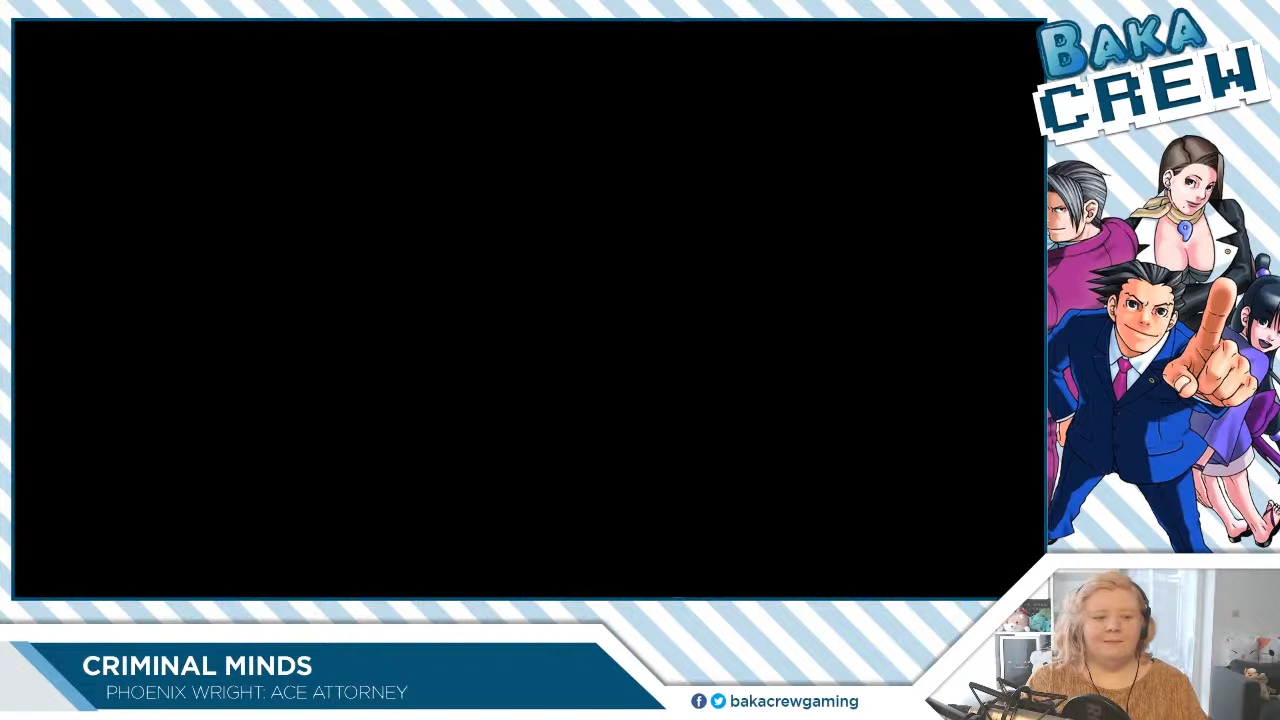 BAKA
CREW
CRIMINAL MINDS
PHOENIX WRIGHT: ACE ATTORNEY
bakacrewgaming